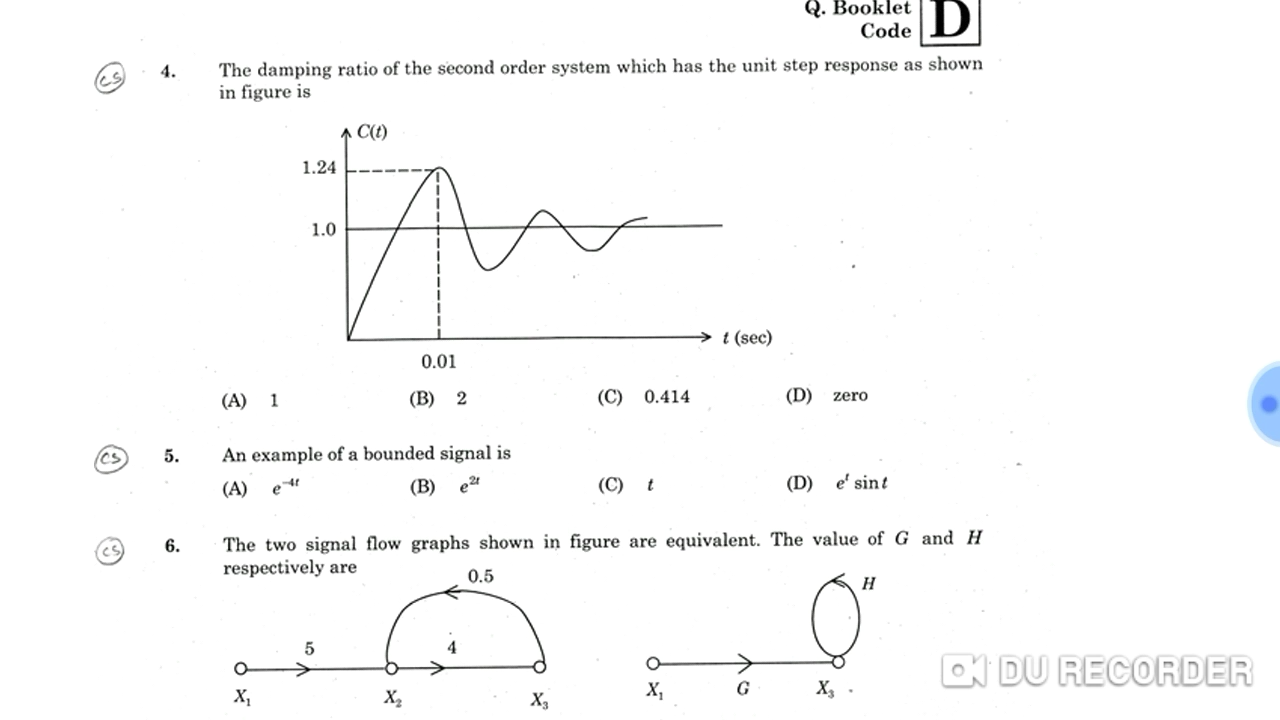 Q. Booklet
Code D
CS 4. The damping ratio of the second order system which has the unit step response as shown
in figure is
C(t)
1.24
1.0
t (sec)
0.01
(A) 1 (B) 2 (C) 0.414 (D) zero
CS 5. An example of a bounded signal is
(A) e⁻⁴ᵗ (B) e²ᵗ (C) t (D) eᵗ sin t
CS 6. The two signal flow graphs shown in figure are equivalent. The value of G and H
respectively are
0.5
H
5 4
X₁ X₂ X₃ X₁ G X₃
DU RECORDER